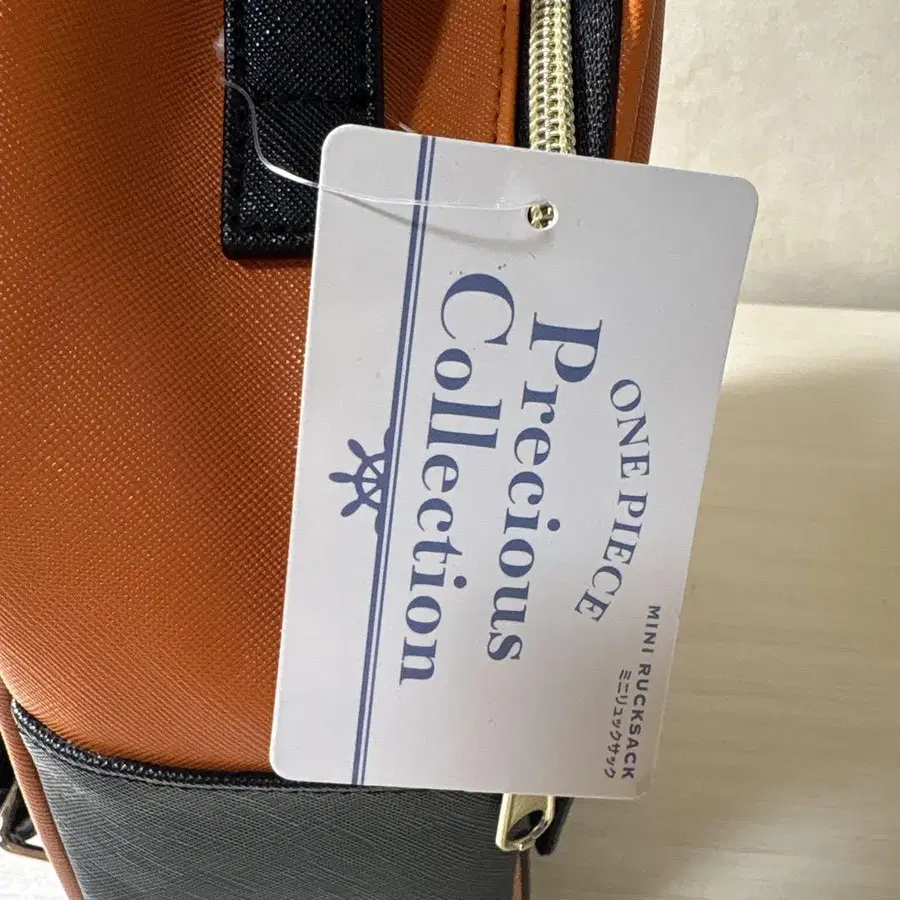 MINI RUCKSACK
ミニリュックサック
ONE PIECE
Precious
Collection